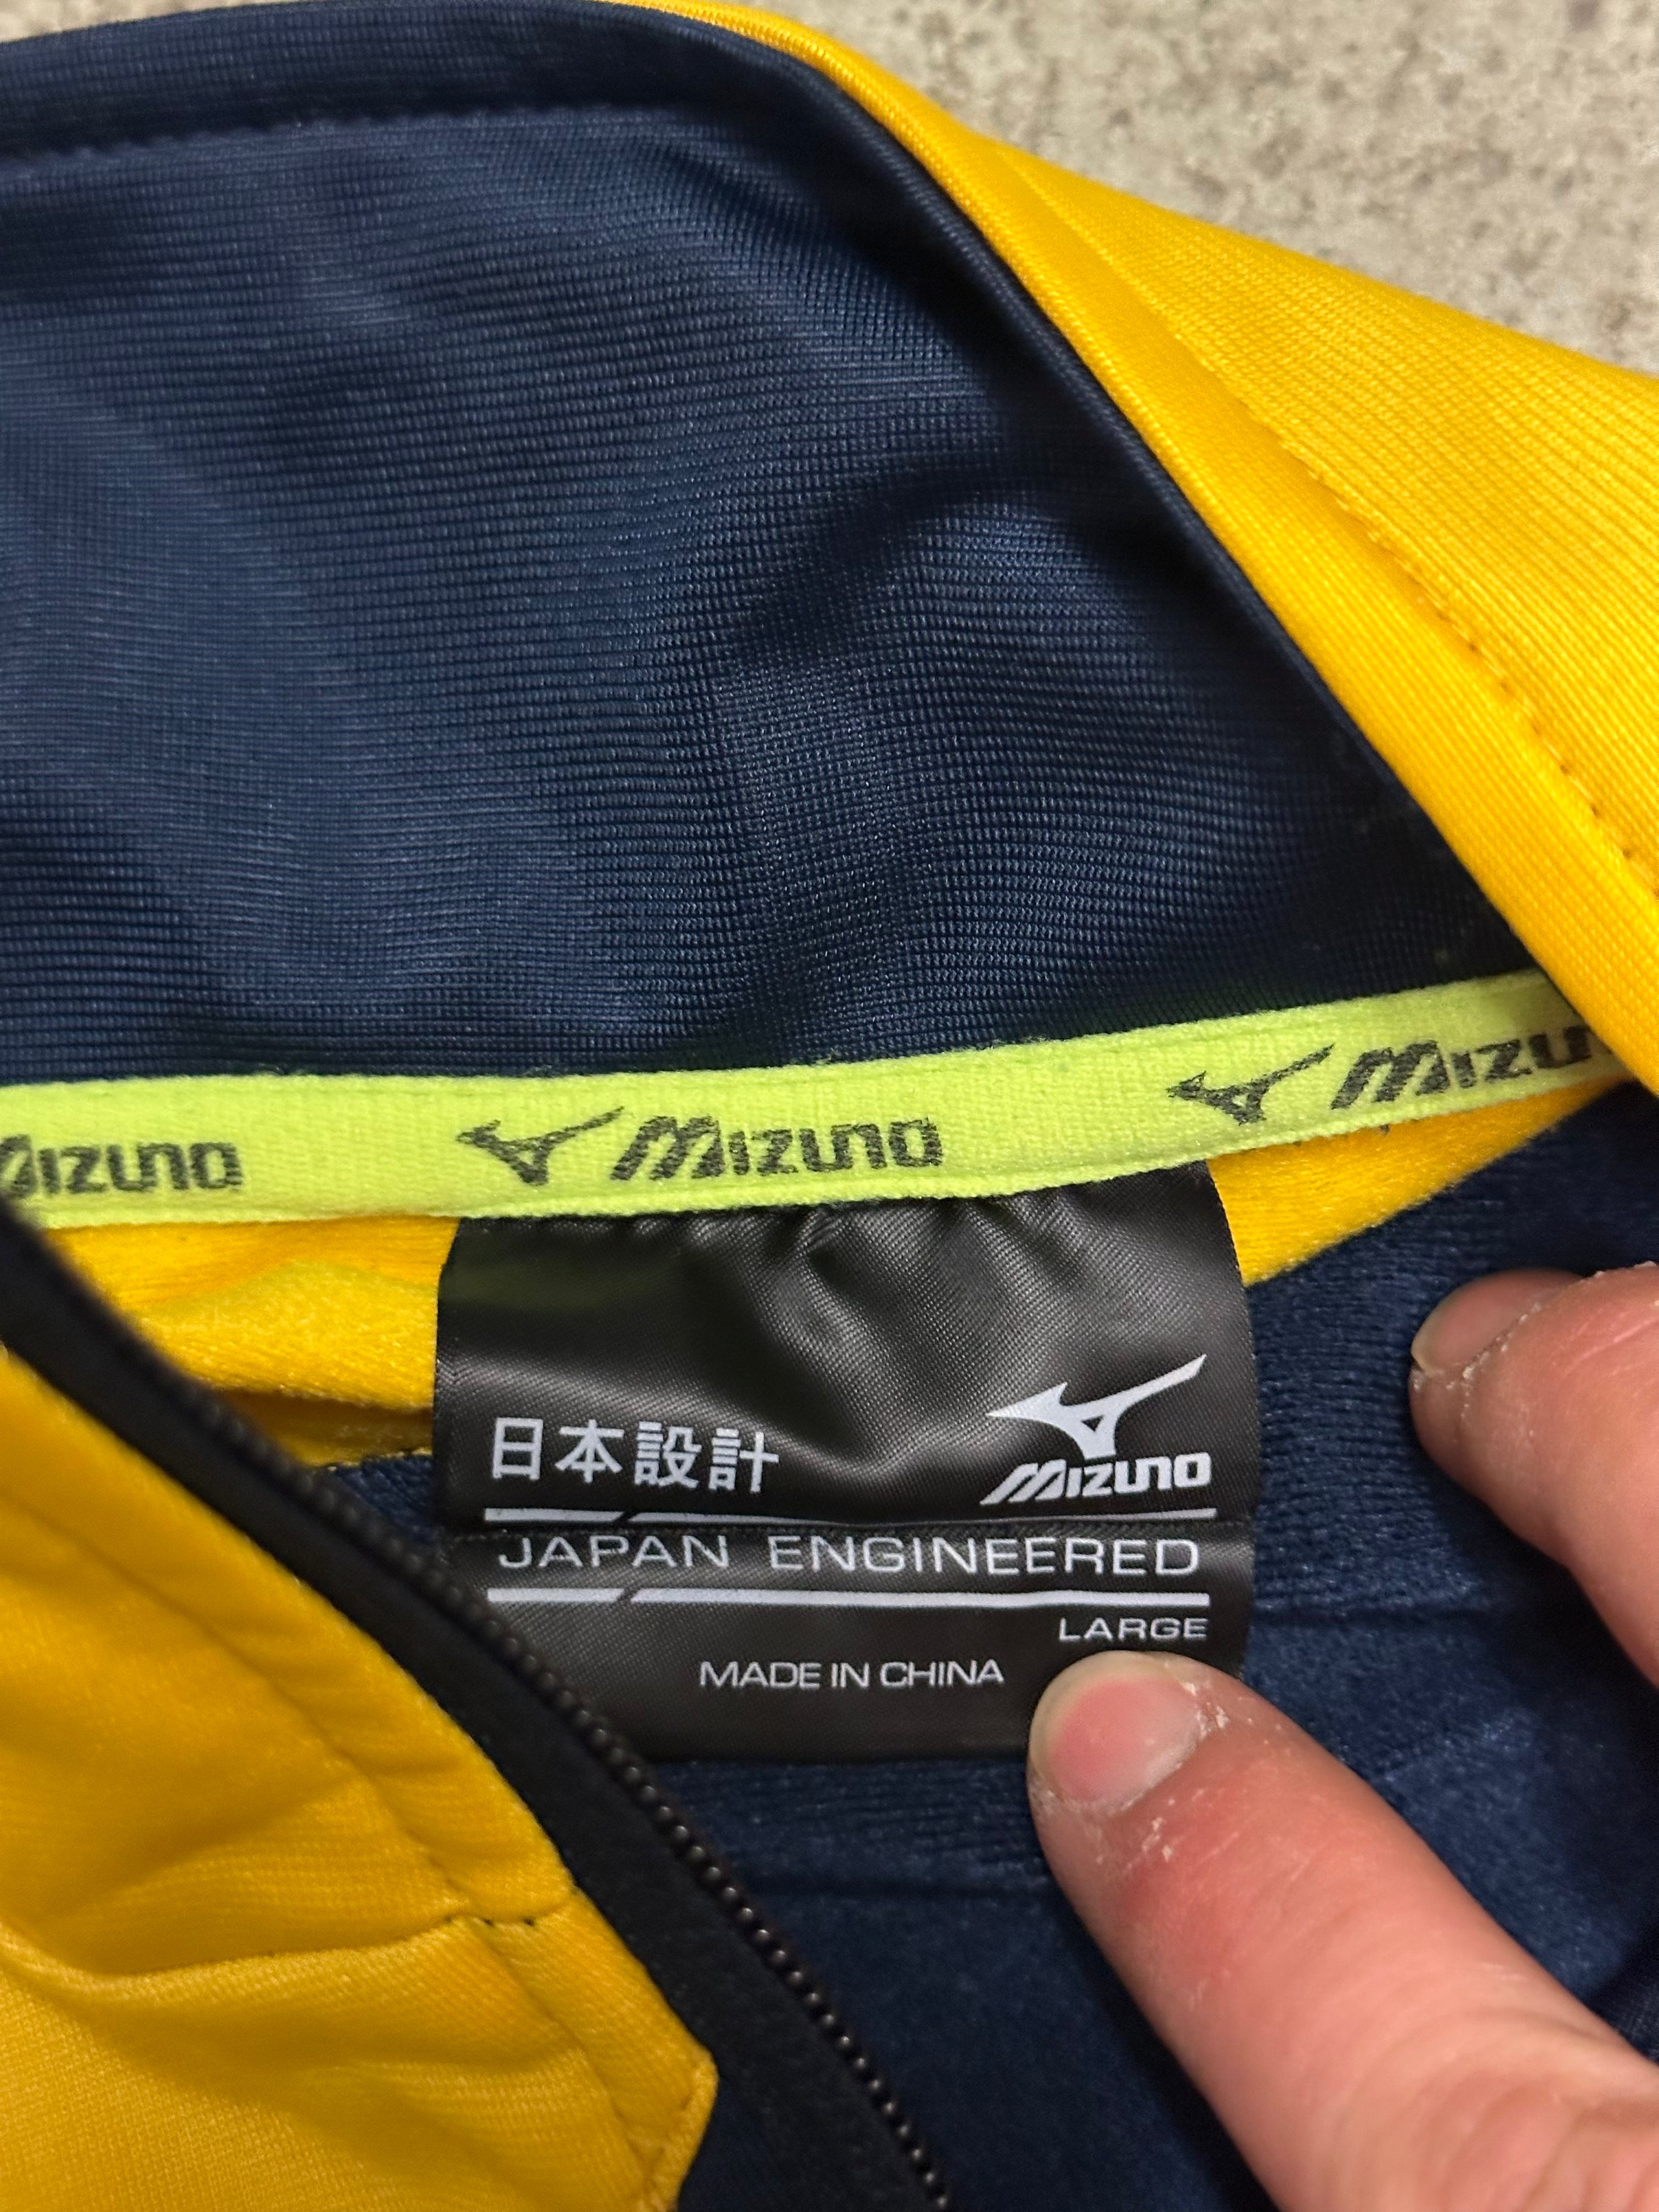 Mizuno Mizuno Mizuno
日本設計
Mizuno
JAPAN ENGINEERED
LARGE
MADE IN CHINA